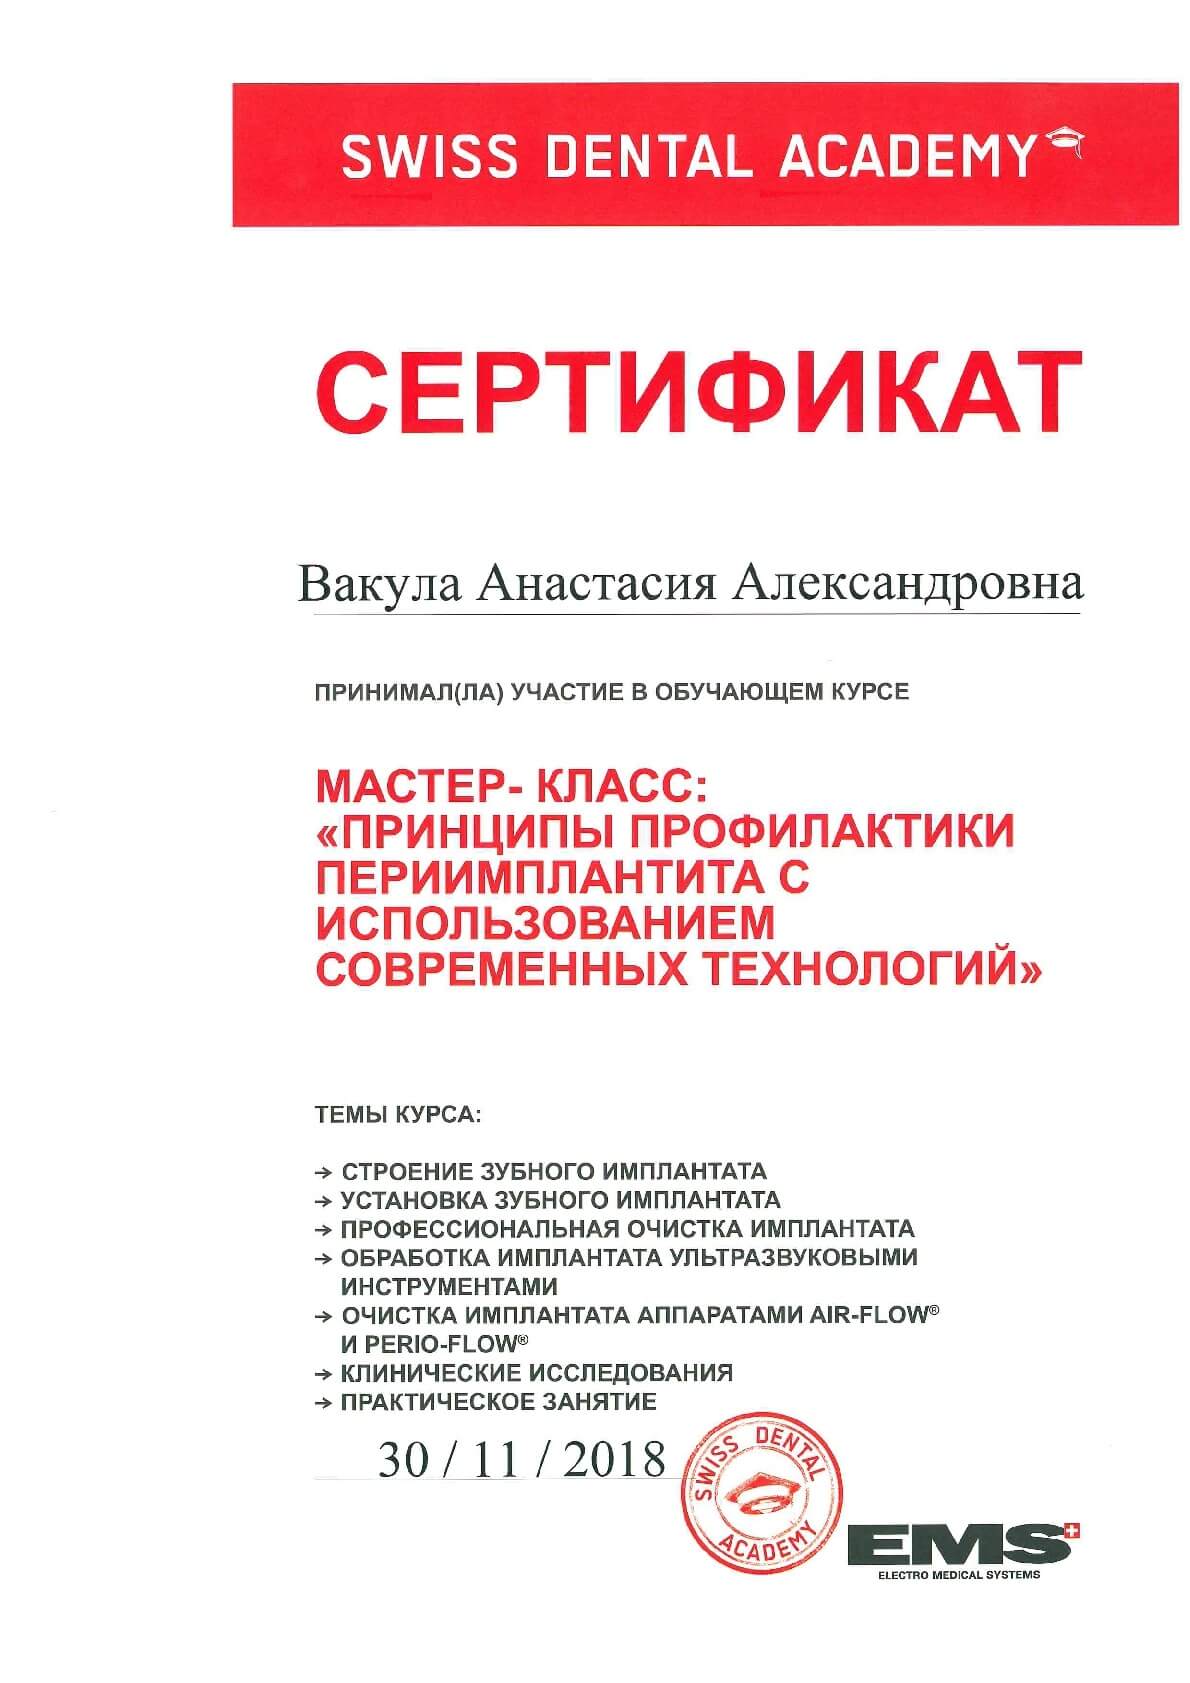 SWISS DENTAL ACADEMY
СЕРТИФИКАТ
Вакула Анастасия Александровна
ПРИНИМАЛ(ЛА) УЧАСТИЕ В ОБУЧАЮЩЕМ КУРСЕ
МАСТЕР- КЛАСС:
«ПРИНЦИПЫ ПРОФИЛАКТИКИ
ПЕРИИМПЛАНТИТА С
ИСПОЛЬЗОВАНИЕМ
СОВРЕМЕННЫХ ТЕХНОЛОГИЙ»
ТЕМЫ КУРСА:
→ СТРОЕНИЕ ЗУБНОГО ИМПЛАНТАТА
→ УСТАНОВКА ЗУБНОГО ИМПЛАНТАТА
→ ПРОФЕССИОНАЛЬНАЯ ОЧИСТКА ИМПЛАНТАТА
→ ОБРАБОТКА ИМПЛАНТАТА УЛЬТРАЗВУКОВЫМИ
ИНСТРУМЕНТАМИ
→ ОЧИСТКА ИМПЛАНТАТА АППАРАТАМИ AIR-FLOW®
И PERIO-FLOW®
→ КЛИНИЧЕСКИЕ ИССЛЕДОВАНИЯ
→ ПРАКТИЧЕСКОЕ ЗАНЯТИЕ
30 / 11 / 2018
SWISS DENTAL ACADEMY
EMS
ELECTRO MEDICAL SYSTEMS